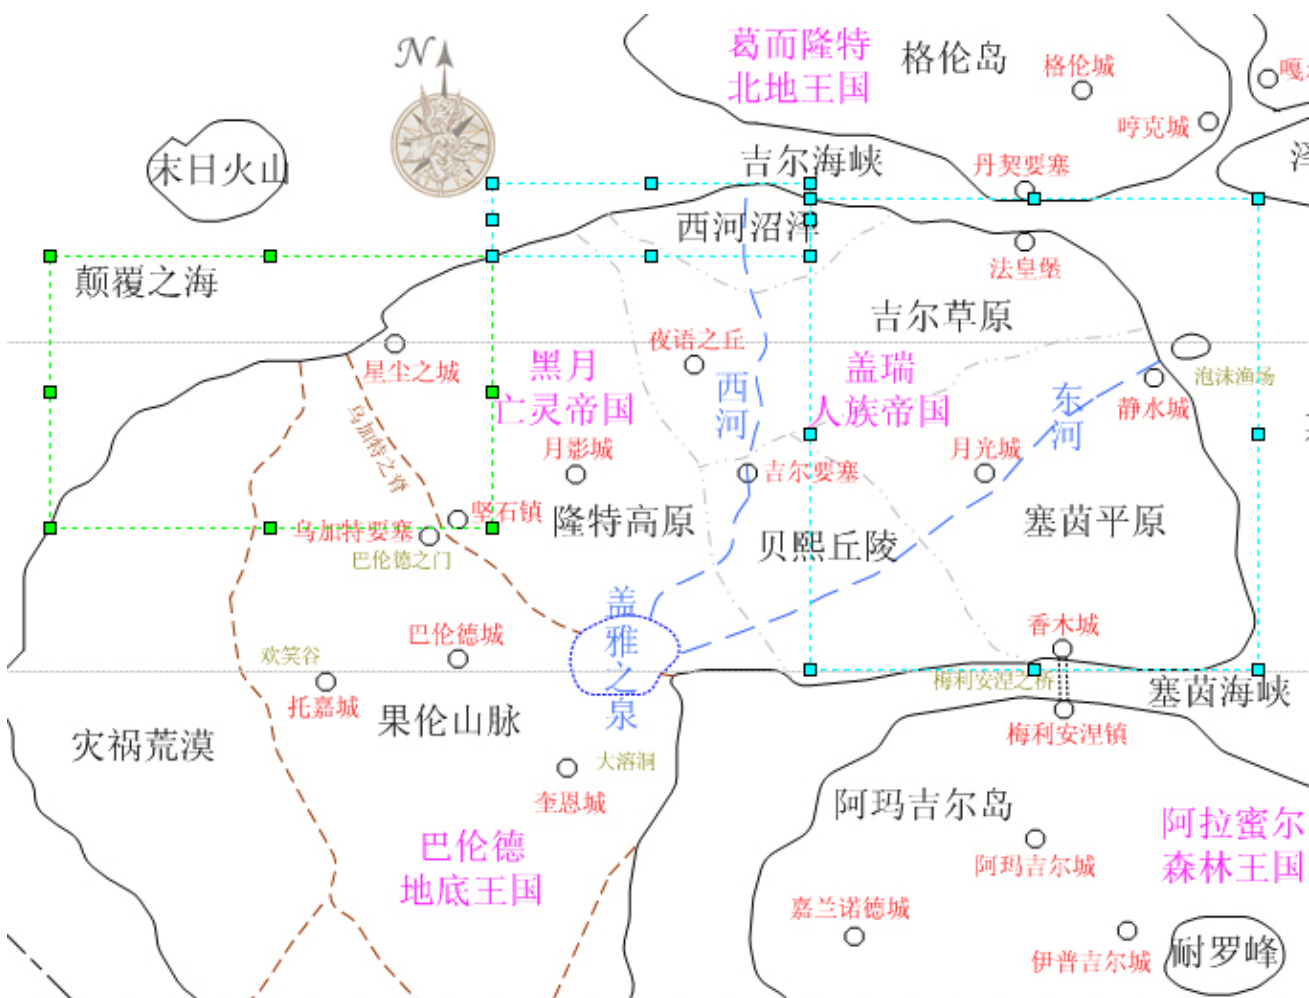 N
葛而隆特
北地王国
格伦岛
格伦城
哼克城
末日火山
吉尔海峡
丹契要塞
西河沼泽
法皇堡
颠覆之海
吉尔草原
夜语之丘
星尘之城
黑月
亡灵帝国
盖瑞
人族帝国
西河
东河
泡沫渔场
静水城
乌加特之脊
月影城
吉尔要塞
月光城
坚石镇
乌加特要塞
隆特高原
塞茵平原
巴伦德之门
贝熙丘陵
盖雅之泉
巴伦德城
香木城
欢笑谷
托嘉城
梅利安涅之桥
塞茵海峡
果伦山脉
梅利安涅镇
灾祸荒漠
大溶洞
奎恩城
阿玛吉尔岛
巴伦德
地底王国
阿拉蜜尔
森林王国
阿玛吉尔城
嘉兰诺德城
伊普吉尔城
耐罗峰